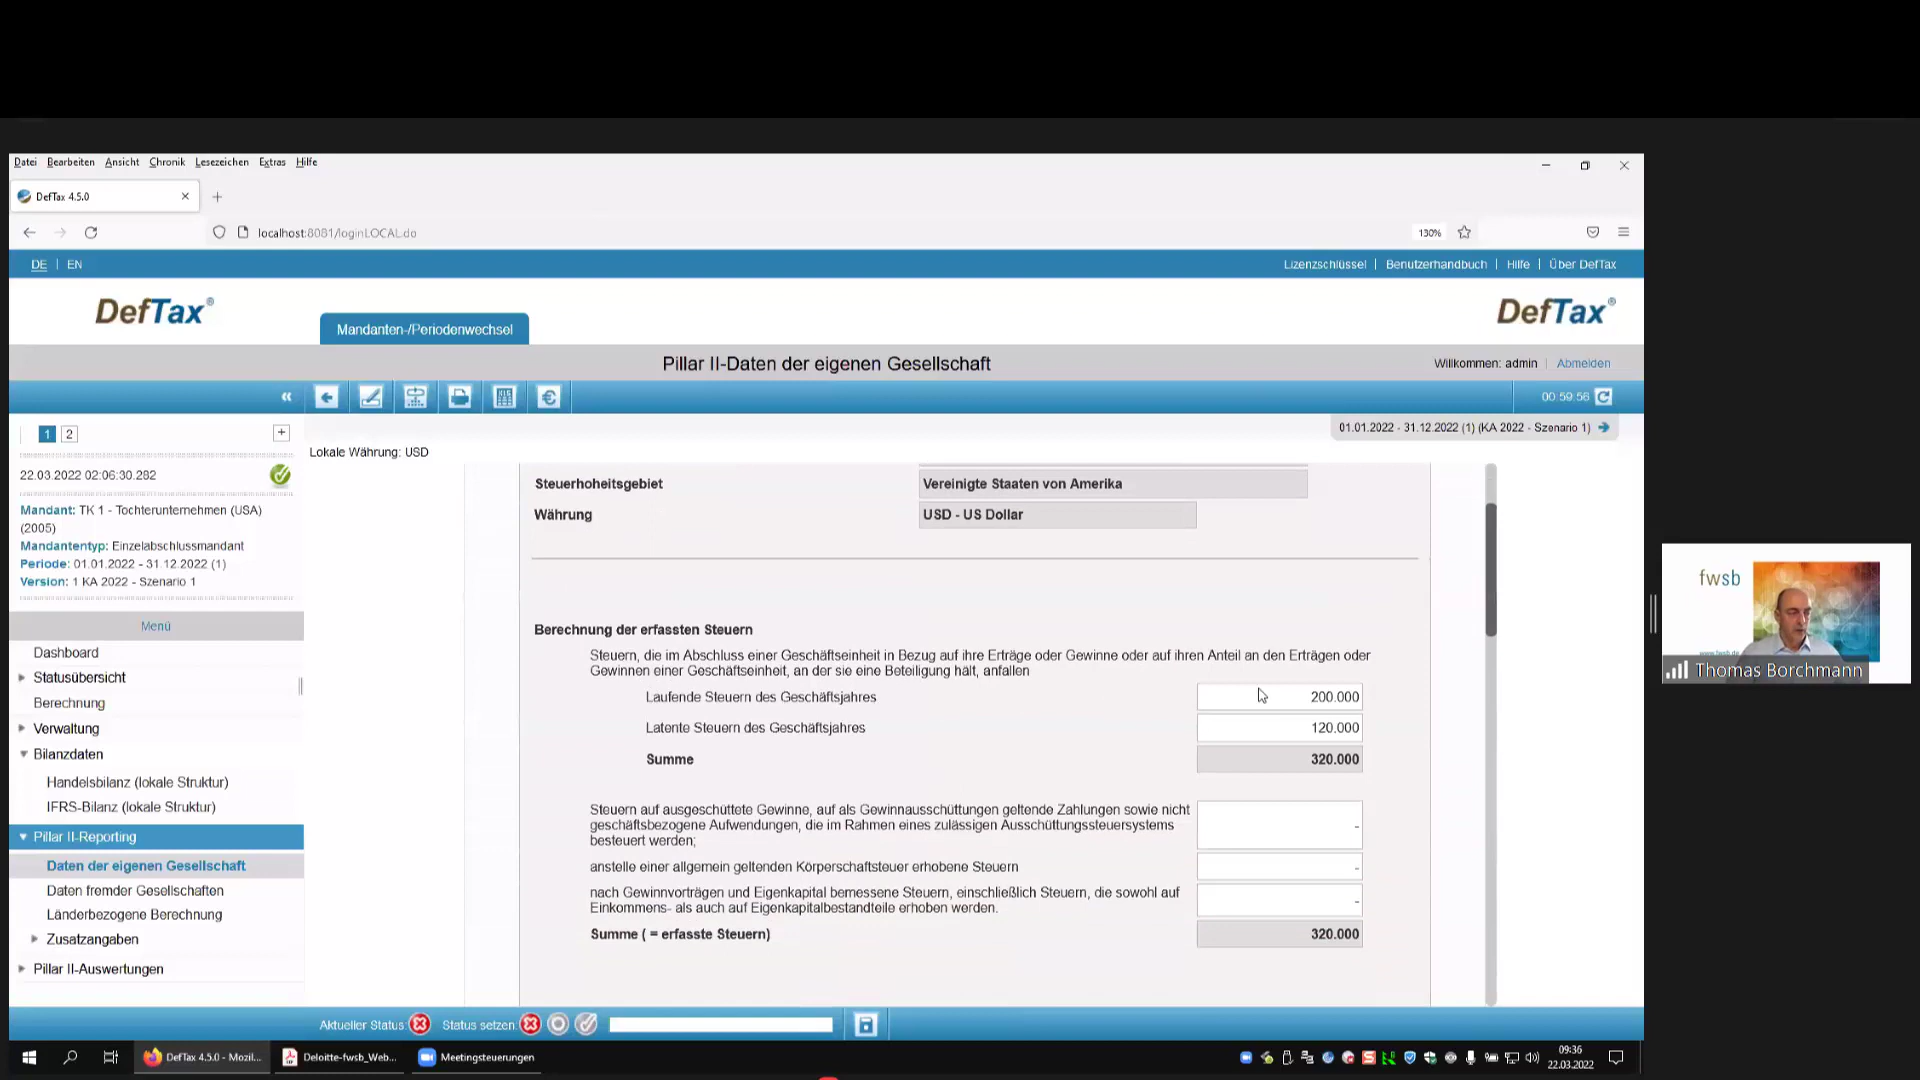 Datei Bearbeiten Ansicht Chronik Lesezeichen Extras Hilfe
DefTax 4.5.0
localhost:8081/loginLOCAL.do
130%
DE | EN
Lizenzschlüssel | Benutzerhandbuch | Hilfe | Über DefTax
DefTax®
Mandanten-/Periodenwechsel
DefTax®
Pillar II-Daten der eigenen Gesellschaft
Willkommen: admin | Abmelden
«
00:59:56
1 2 +
01.01.2022 - 31.12.2022 (1) (KA 2022 - Szenario 1)
Lokale Währung: USD
22.03.2022 02:06:30.282
Mandant: TK 1 - Tochterunternehmen (USA)
(2005)
Mandantentyp: Einzelabschlussmandant
Periode: 01.01.2022 - 31.12.2022 (1)
Version: 1 KA 2022 - Szenario 1
Menü
Dashboard
Statusübersicht
Berechnung
Verwaltung
Bilanzdaten
Handelsbilanz (lokale Struktur)
IFRS-Bilanz (lokale Struktur)
Pillar II-Reporting
Daten der eigenen Gesellschaft
Daten fremder Gesellschaften
Länderbezogene Berechnung
Zusatzangaben
Pillar II-Auswertungen
Steuerhoheitsgebiet Vereinigte Staaten von Amerika
Währung USD - US Dollar
Berechnung der erfassten Steuern
Steuern, die im Abschluss einer Geschäftseinheit in Bezug auf ihre Erträge oder Gewinne oder auf ihren Anteil an den Erträgen oder
Gewinnen einer Geschäftseinheit, an der sie eine Beteiligung hält, anfallen
Laufende Steuern des Geschäftsjahres 200.000
Latente Steuern des Geschäftsjahres 120.000
Summe 320.000
Steuern auf ausgeschüttete Gewinne, auf als Gewinnausschüttungen geltende Zahlungen sowie nicht
geschäftsbezogene Aufwendungen, die im Rahmen eines zulässigen Ausschüttungssteuersystems -
besteuert werden;
anstelle einer allgemein geltenden Körperschaftsteuer erhobene Steuern -
nach Gewinnvorträgen und Eigenkapital bemessene Steuern, einschließlich Steuern, die sowohl auf
Einkommens- als auch auf Eigenkapitalbestandteile erhoben werden. -
Summe ( = erfasste Steuern) 320.000
Aktueller Status: Status setzen:
DefTax 4.5.0 - Mozil... Deloitte-fwsb_Web... Meetingsteuerungen
09:36
22.03.2022
fwsb
Thomas Borchmann